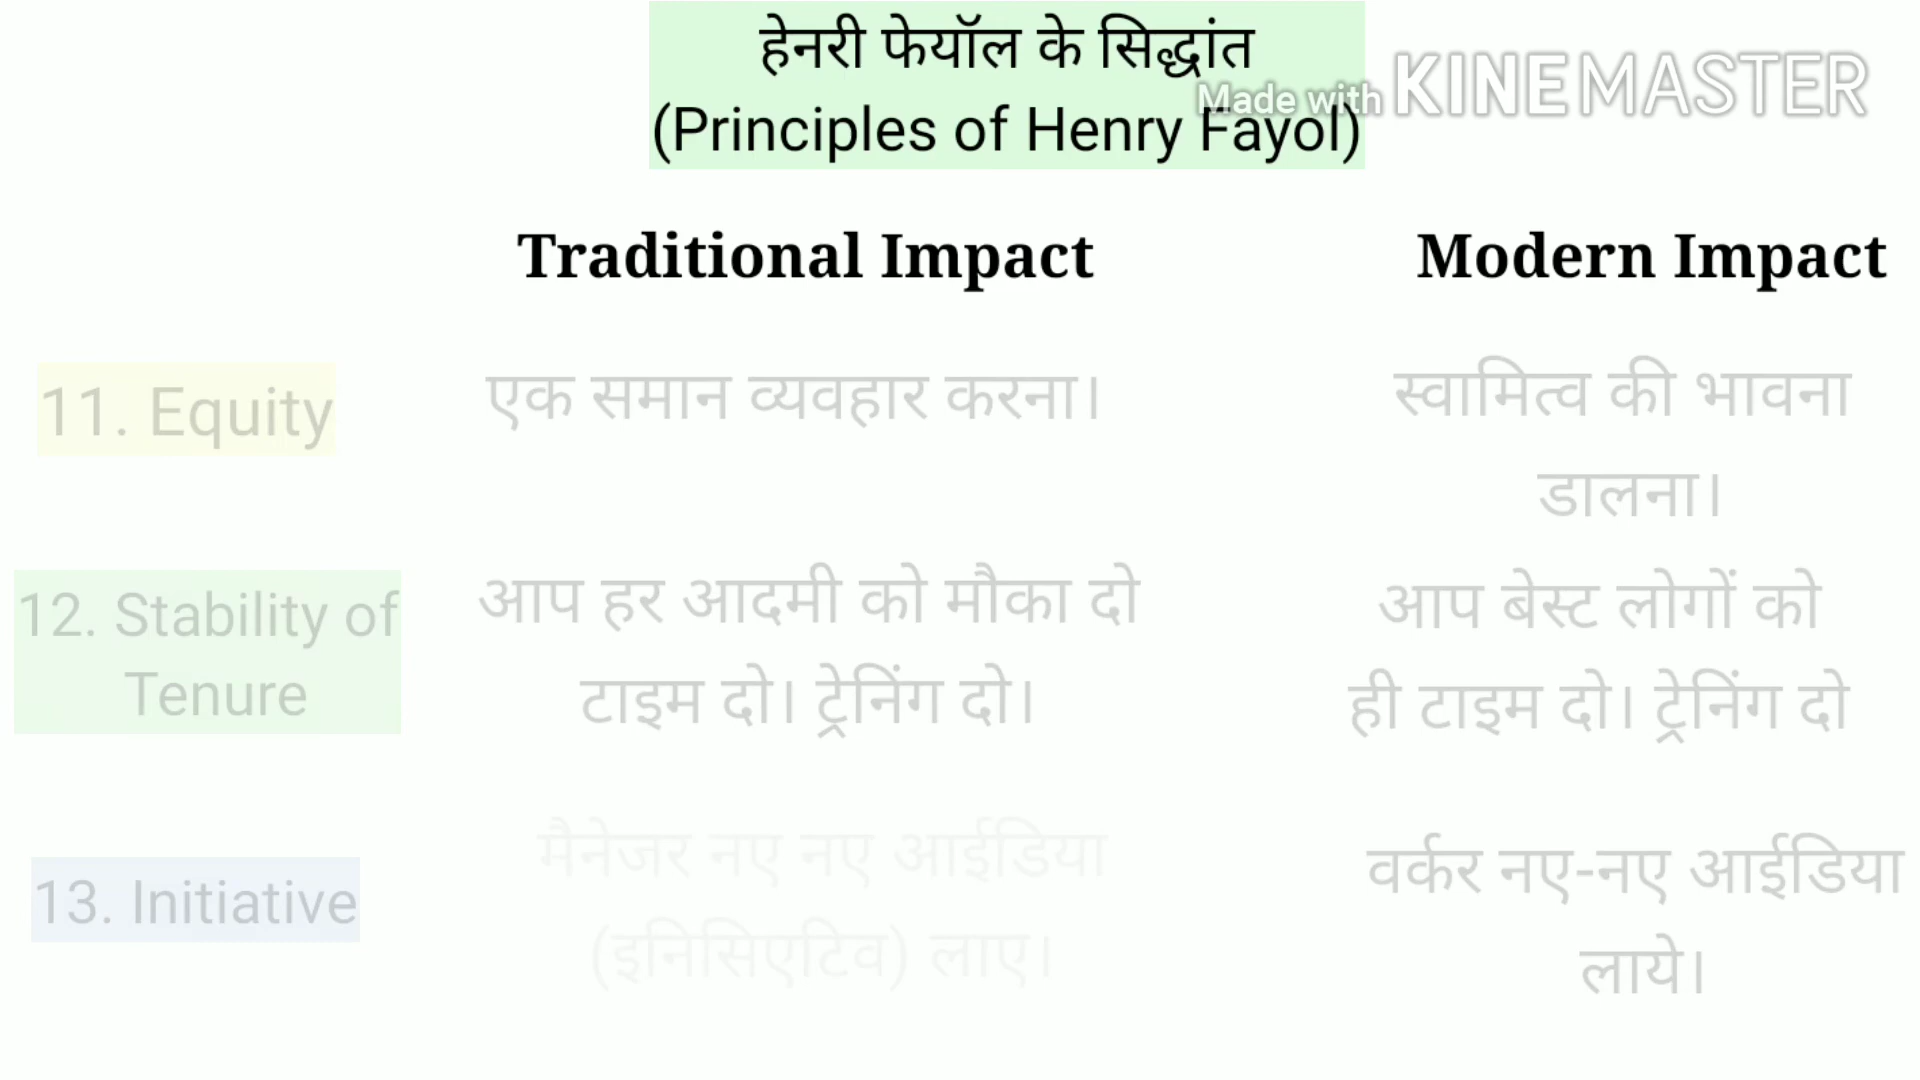 हेनरी फेयॉल के सिद्धांत
(Principles of Henry Fayol)
Made with KINEMASTER
Traditional Impact
Modern Impact
11. Equity
एक समान व्यवहार करना।
स्वामित्व की भावना
डालना।
12. Stability of
Tenure
आप हर आदमी को मौका दो
टाइम दो। ट्रेनिंग दो।
आप बेस्ट लोगों को
ही टाइम दो। ट्रेनिंग दो
13. Initiative
मैनेजर नए नए आईडिया
(इनिसिएटिव) लाए।
वर्कर नए-नए आईडिया
लाये।